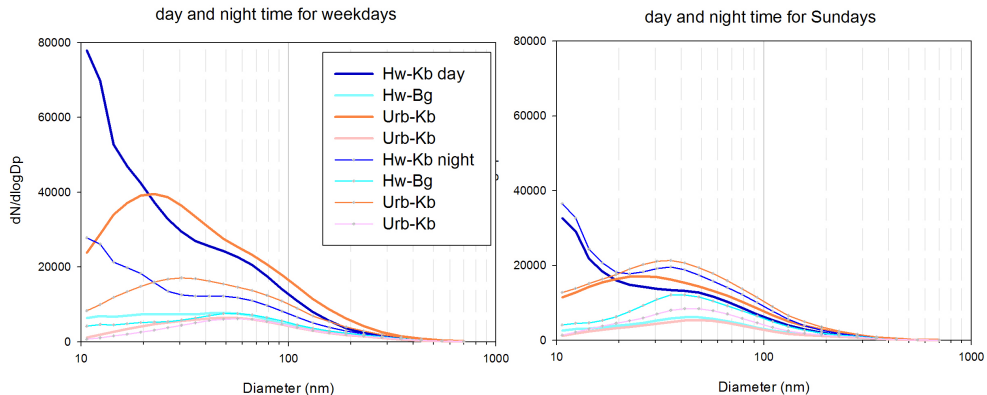 day and night time for weekdays
80000
60000
40000
20000
0
10
100
1000
dN/dlogDp
Diameter (nm)
Hw-Kb day
Hw-Bg
Urb-Kb
Urb-Kb
Hw-Kb night
Hw-Bg
Urb-Kb
Urb-Kb
day and night time for Sundays
80000
60000
40000
20000
0
10
100
1000
Diameter (nm)